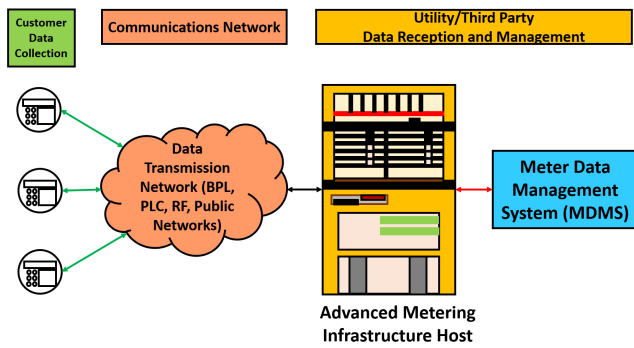 Customer
Data
Collection
Communications Network
Utility/Third Party
Data Reception and Management
Data
Transmission
Network (BPL,
PLC, RF, Public
Networks)
Meter Data
Management
System (MDMS)
Advanced Metering
Infrastructure Host